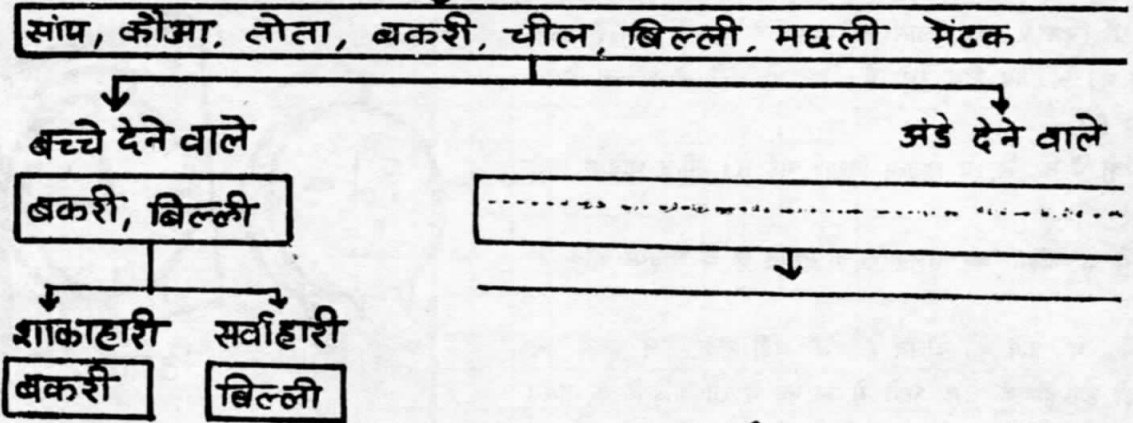 सांप, कौआ, तोता, बकरी, चील, बिल्ली, मछली मेंढक
बच्चे देने वाले
अंडे देने वाले
बकरी, बिल्ली
शाकाहारी
सर्वाहारी
बकरी
बिल्ली